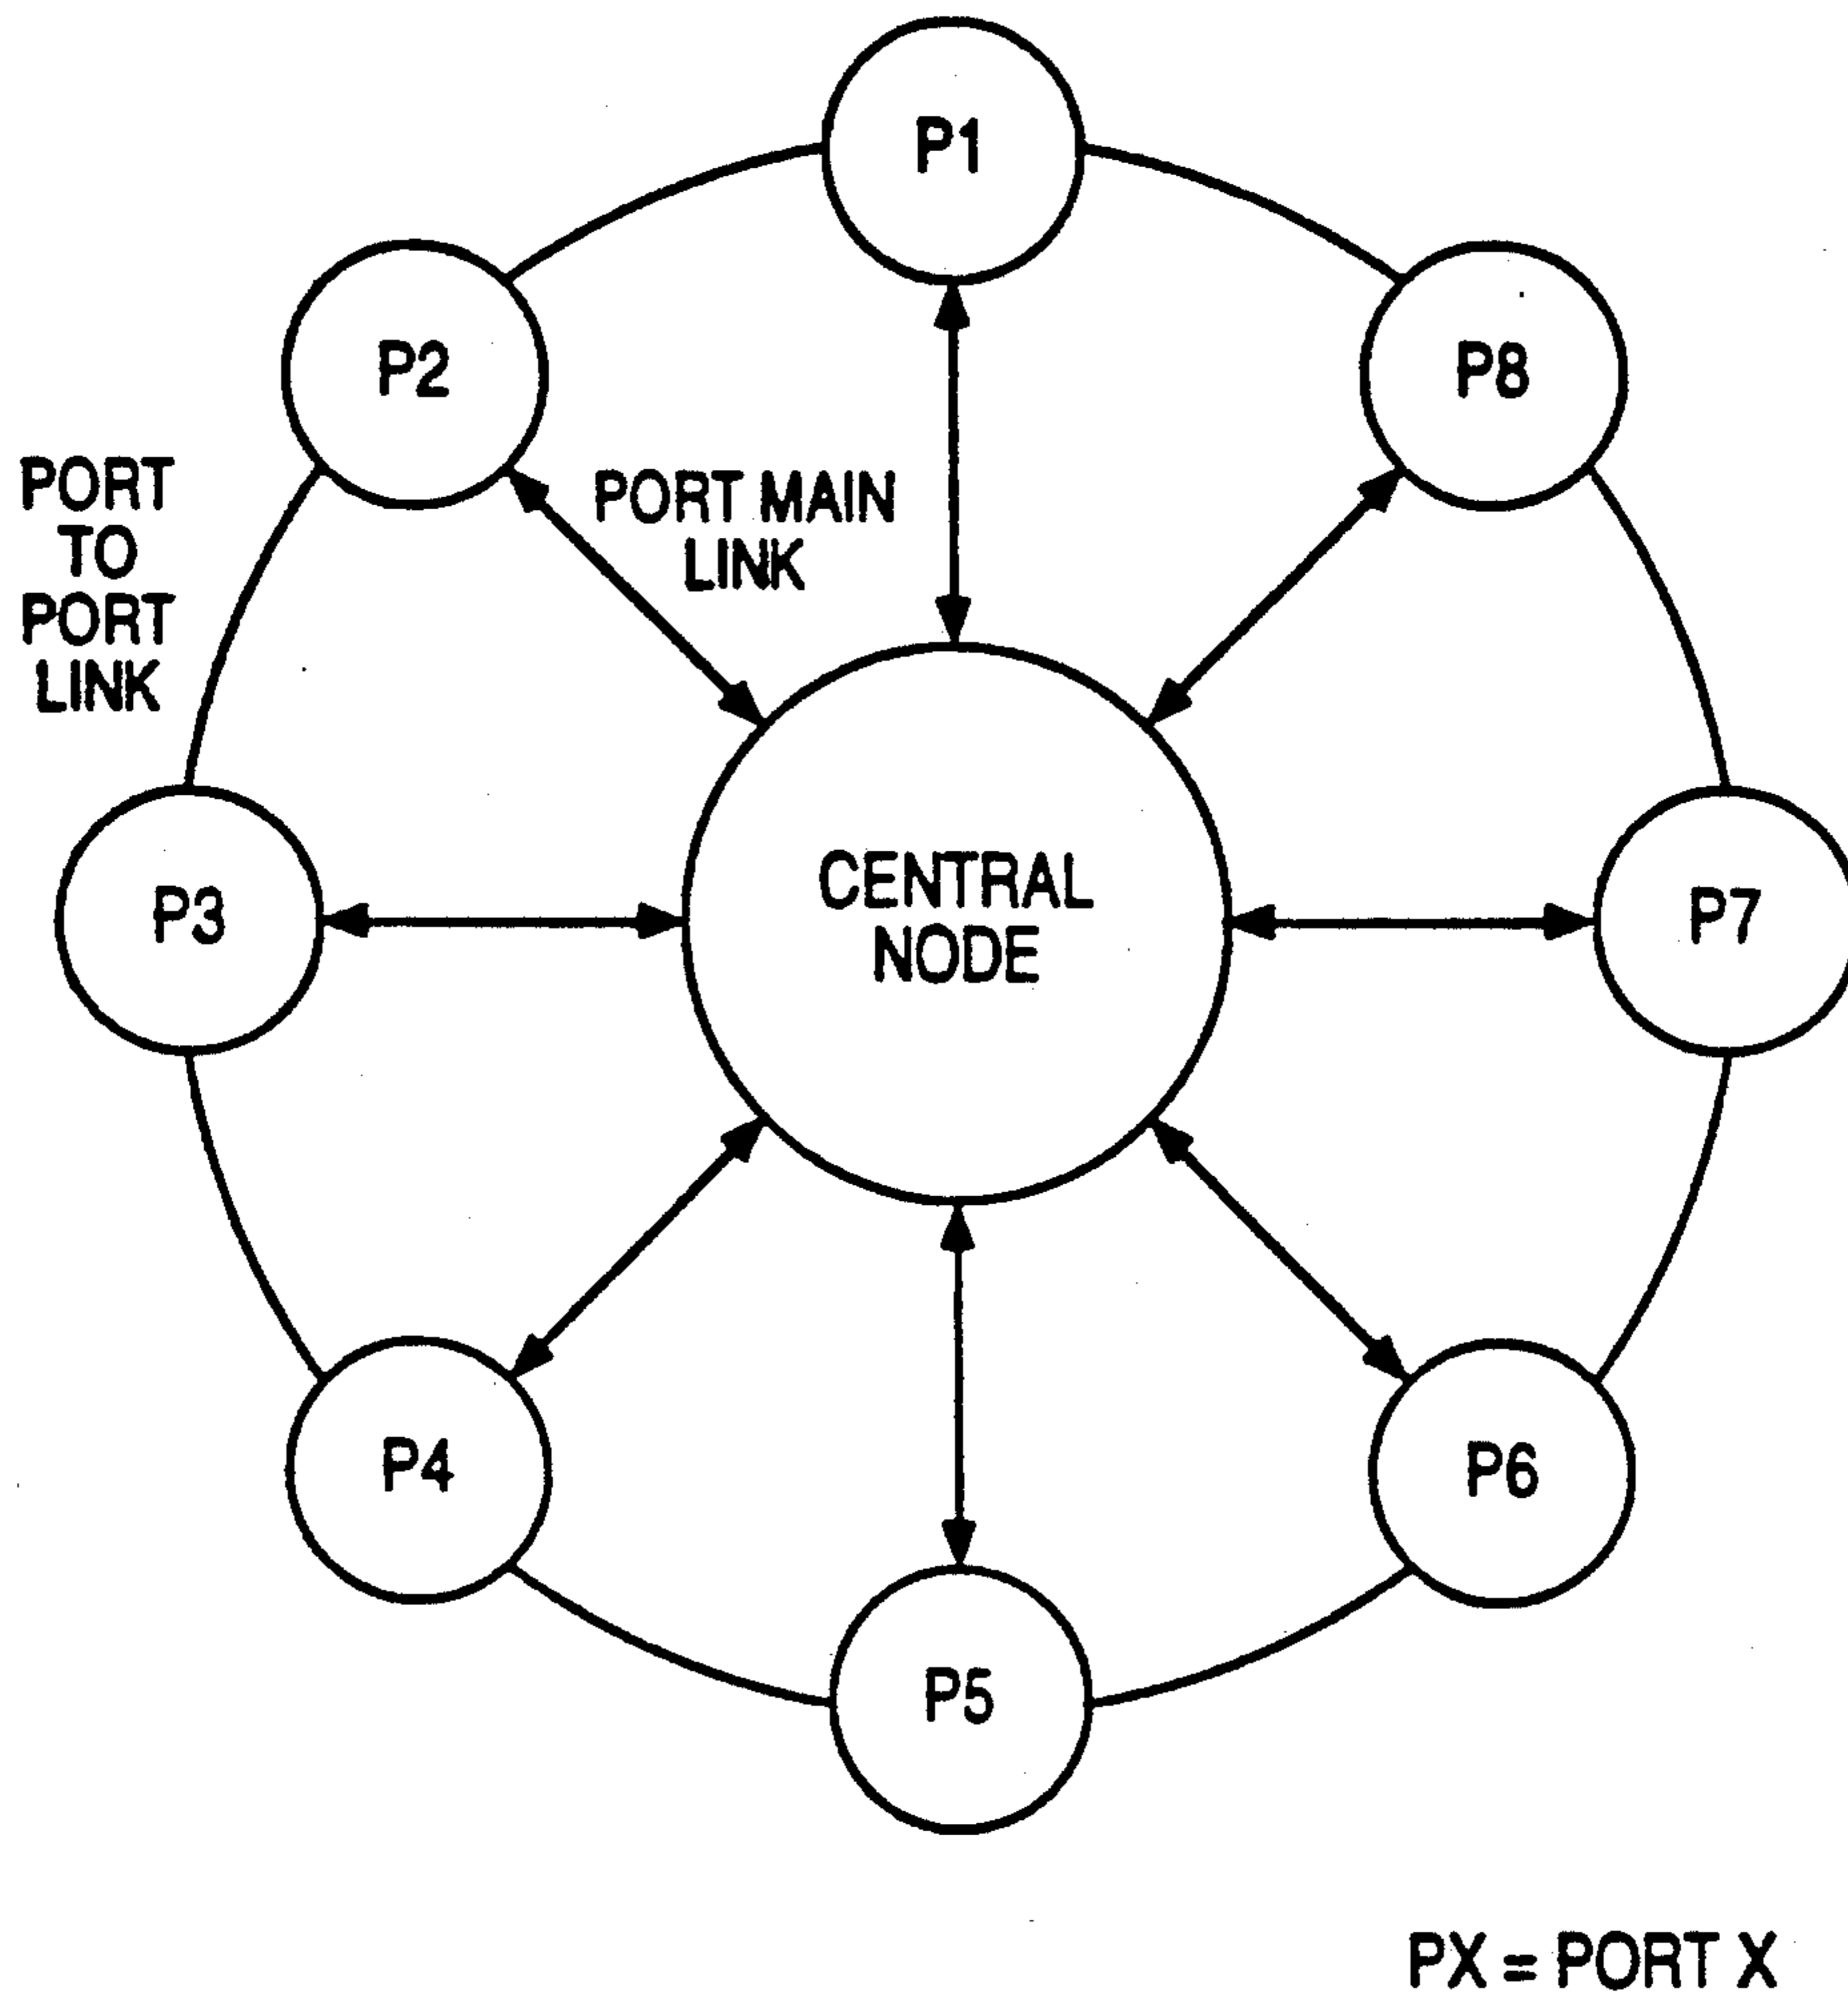 P1
P2
P8
PORT
TO
PORT
LINK
PORT MAIN
LINK
P3
CENTRAL
NODE
P7
P4
P6
P5
PX = PORT X